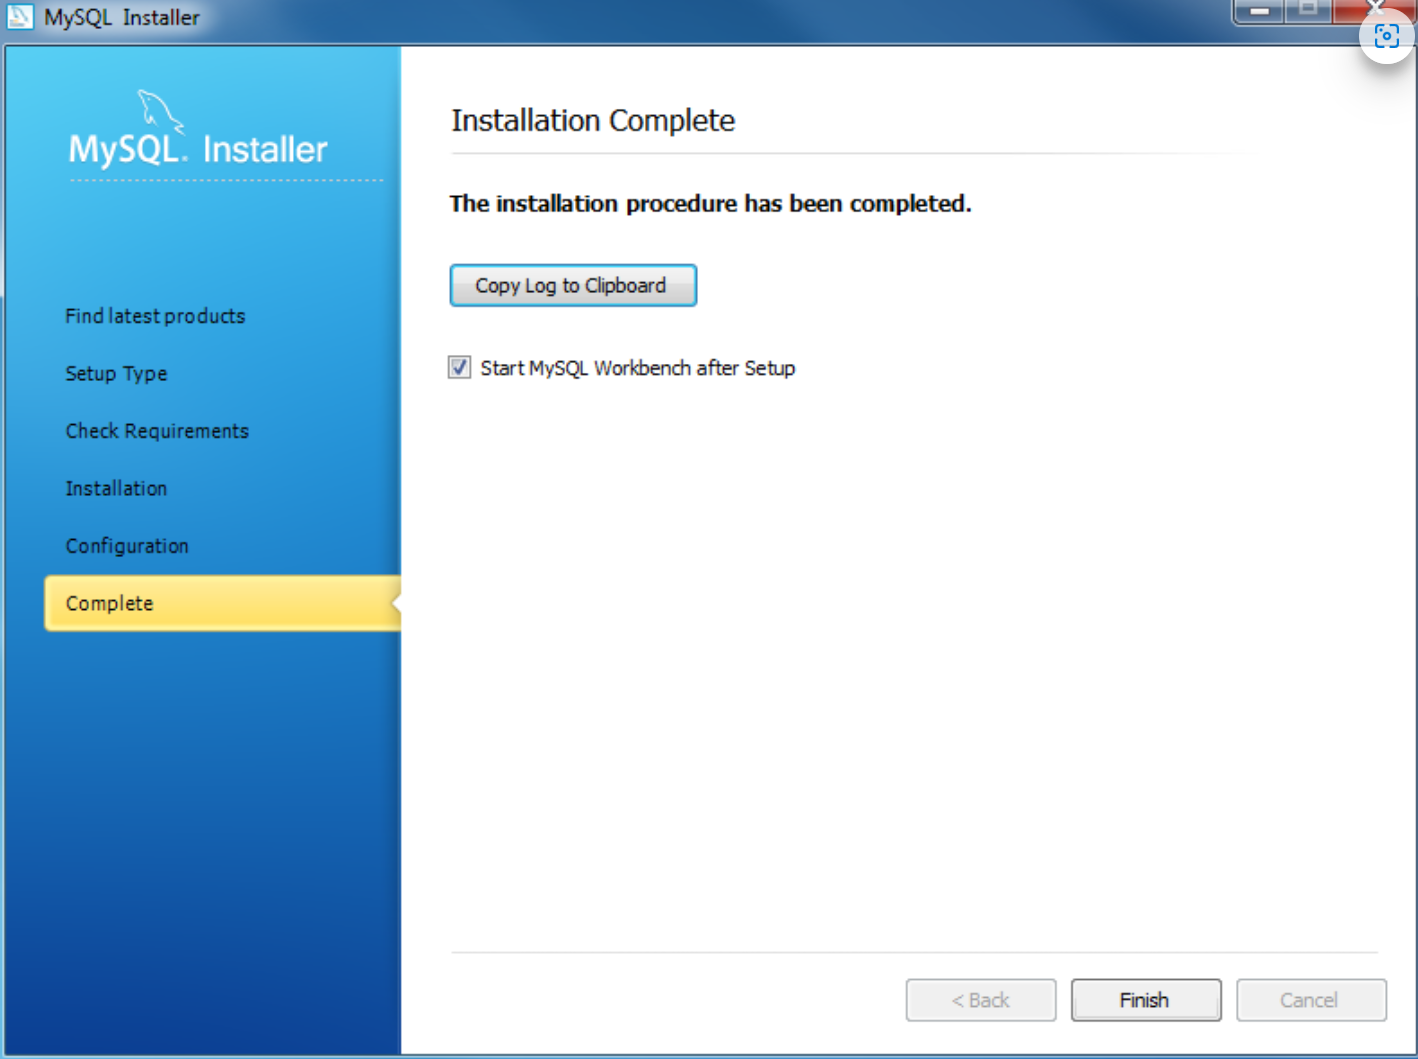 MySQL Installer
MySQL. Installer
Find latest products
Setup Type
Check Requirements
Installation
Configuration
Complete
Installation Complete
The installation procedure has been completed.
Copy Log to Clipboard
Start MySQL Workbench after Setup
< Back
Finish
Cancel